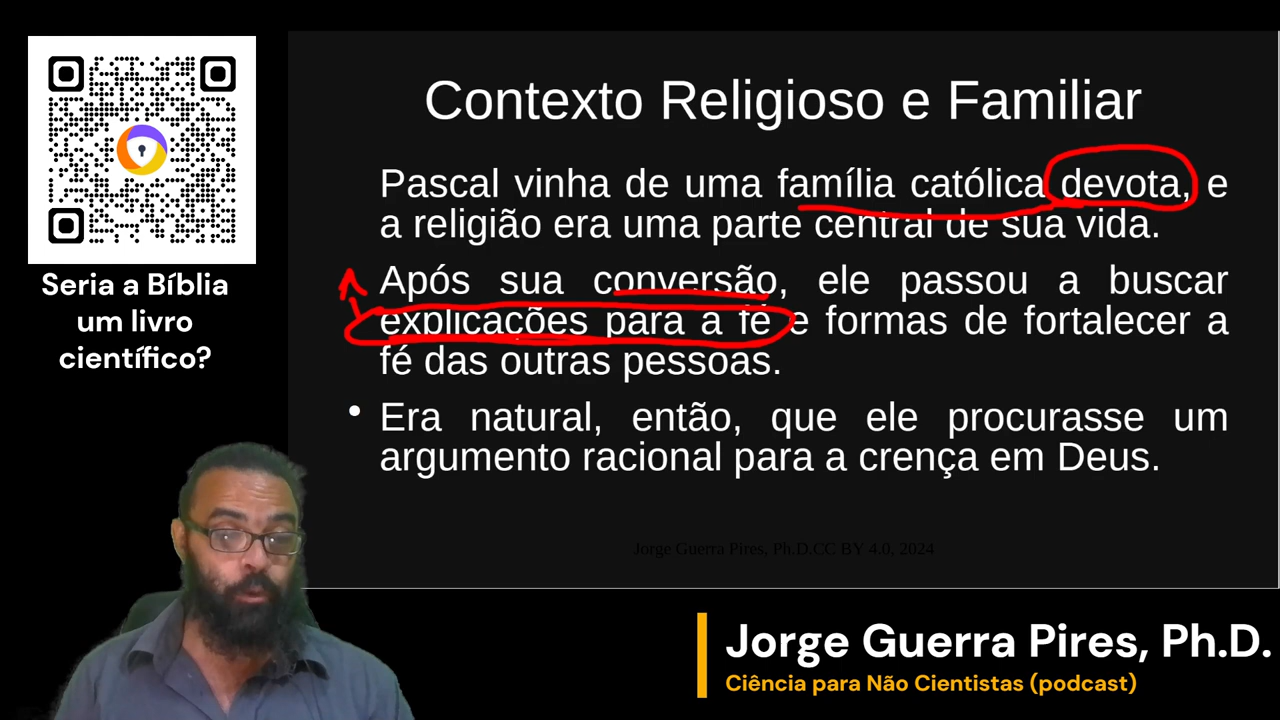 Contexto Religioso e Familiar
Pascal vinha de uma família católica devota, e
a religião era uma parte central de sua vida.
Após sua conversão, ele passou a buscar
explicações para a fé e formas de fortalecer a
fé das outras pessoas.
• Era natural, então, que ele procurasse um
argumento racional para a crença em Deus.
Jorge Guerra Pires, Ph.D.CC BY 4.0, 2024
Seria a Bíblia
um livro
científico?
Jorge Guerra Pires, Ph.D.
Ciência para Não Cientistas (podcast)